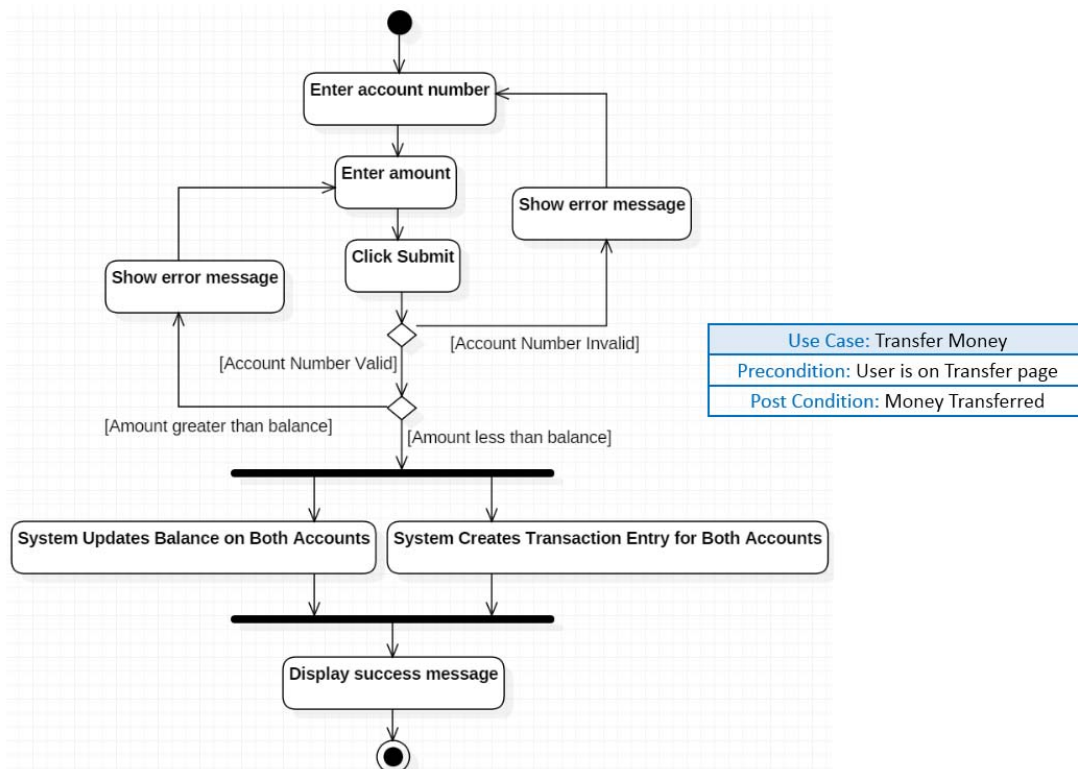 Enter account number
Enter amount
Show error message
Click Submit
Show error message
[Account Number Invalid]
[Account Number Valid]
[Amount greater than balance]
[Amount less than balance]
System Updates Balance on Both Accounts
System Creates Transaction Entry for Both Accounts
Display success message
Use Case: Transfer Money
Precondition: User is on Transfer page
Post Condition: Money Transferred